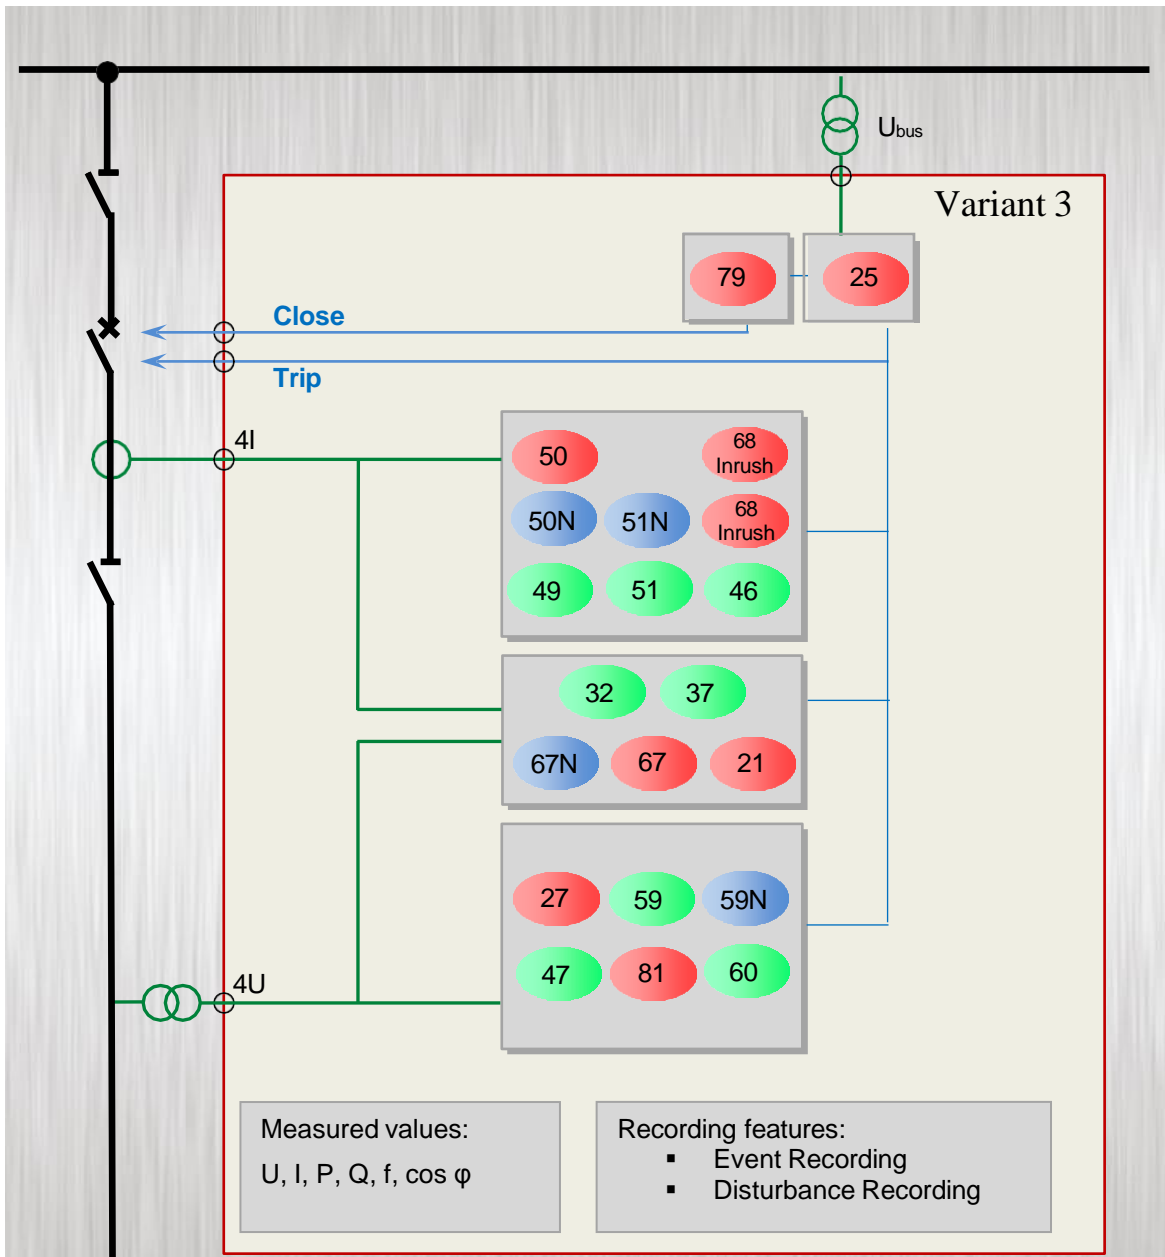 Ubus
Variant 3
79
25
Close
Trip
4I
50
68
Inrush
50N
51N
68
Inrush
49
51
46
32
37
67N
67
21
27
59
59N
47
81
60
4U
Measured values:
U, I, P, Q, f, cos φ
Recording features:
▪ Event Recording
▪ Disturbance Recording